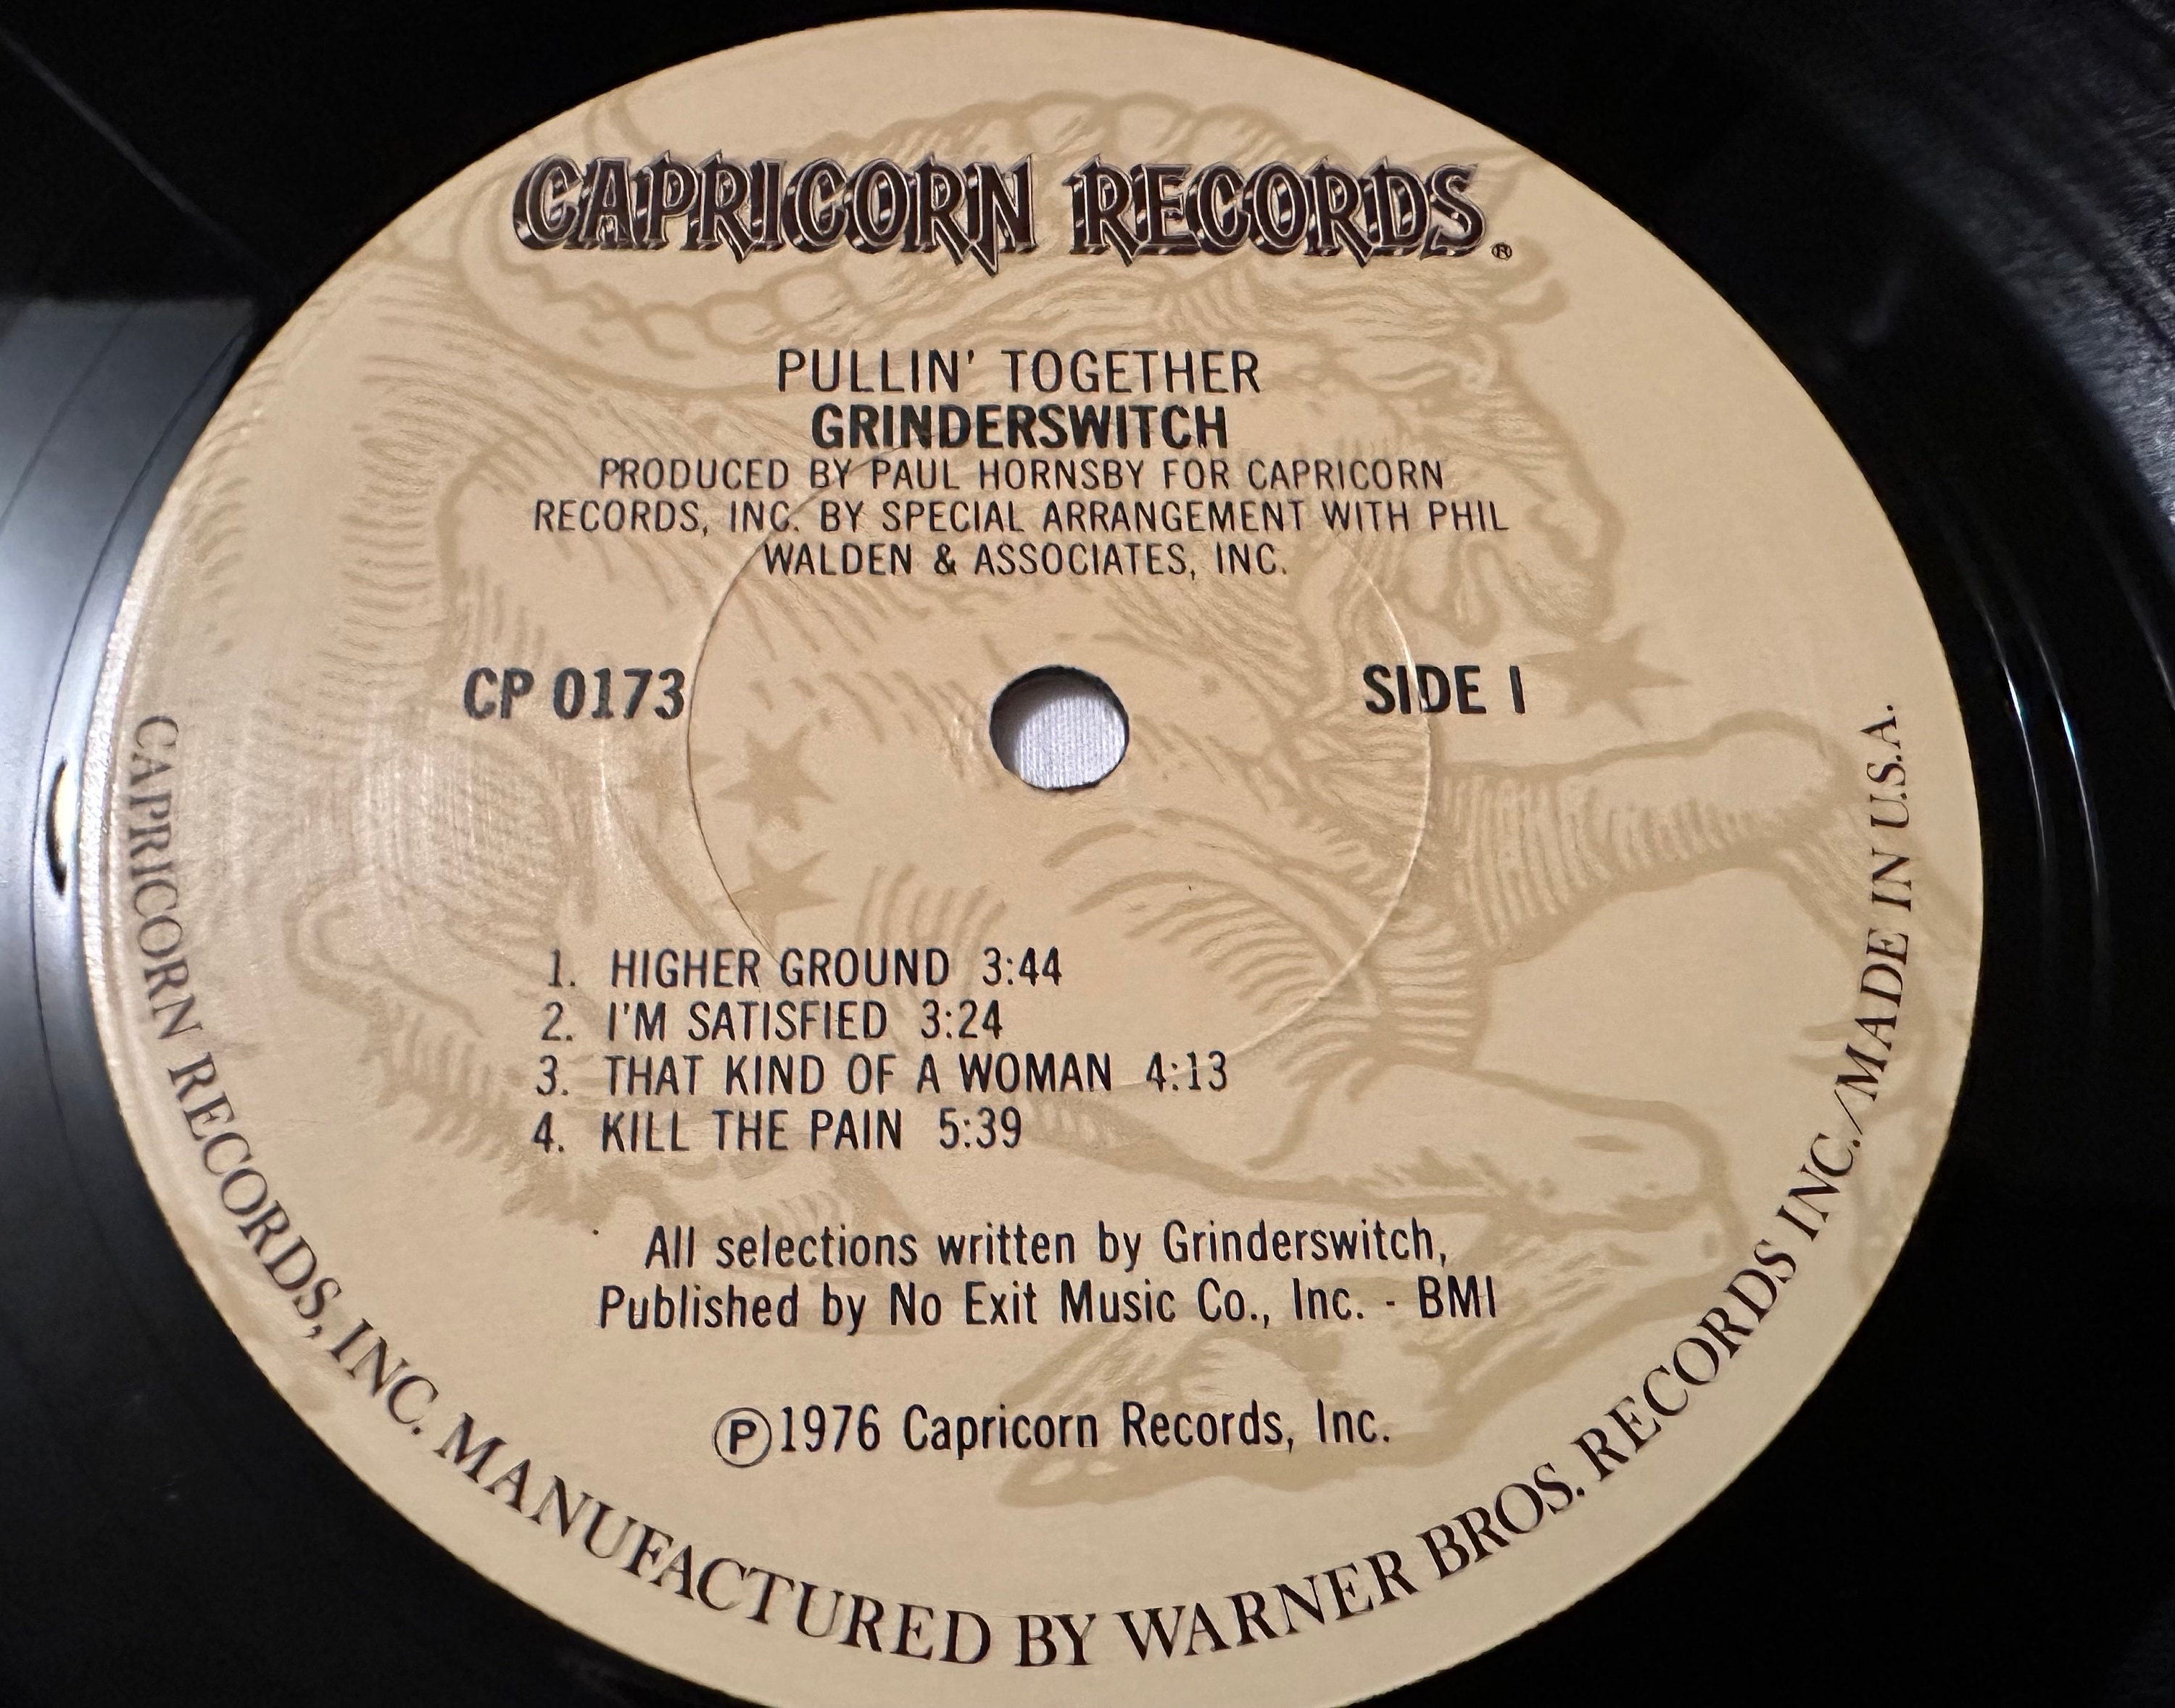 CAPRICORN RECORDS®
PULLIN' TOGETHER
GRINDERSWITCH
PRODUCED BY PAUL HORNSBY FOR CAPRICORN
RECORDS, INC. BY SPECIAL ARRANGEMENT WITH PHIL
WALDEN & ASSOCIATES, INC.
CP 0173
SIDE 1
1. HIGHER GROUND 3:44
2. I'M SATISFIED 3:24
3. THAT KIND OF A WOMAN 4:13
4. KILL THE PAIN 5:39
All selections written by Grinderswitch,
Published by No Exit Music Co., Inc. - BMI
℗1976 Capricorn Records, Inc.
CAPRICORN RECORDS, INC. MANUFACTURED BY WARNER BROS. RECORDS INC./MADE IN U.S.A.